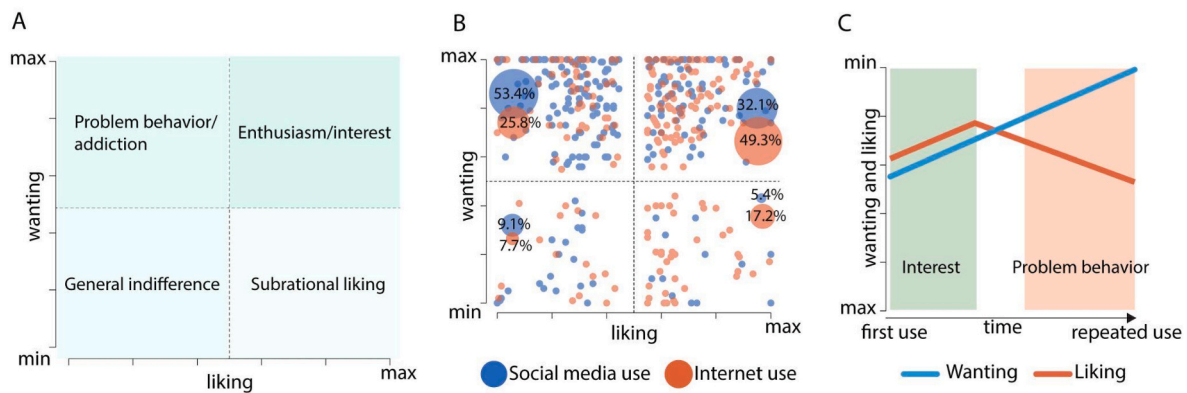 A
max
wanting
min
Problem behavior/
addiction
Enthusiasm/interest
General indifference
Subrational liking
liking
max
B
max
wanting
min
53.4%
25.8%
32.1%
49.3%
9.1%
7.7%
5.4%
17.2%
liking
max
Social media use
Internet use
C
min
wanting and liking
max
Interest
Problem behavior
first use
time
repeated use
Wanting
Liking